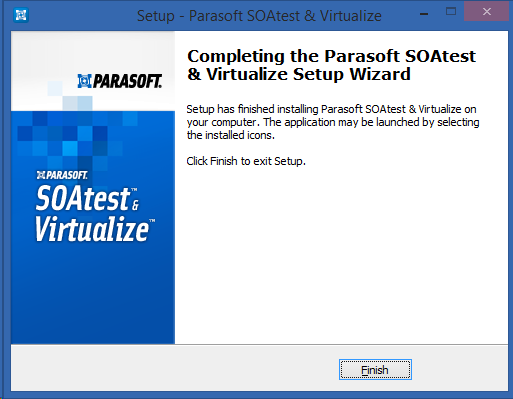 Setup - Parasoft SOAtest & Virtualize
PARASOFT.
Completing the Parasoft SOAtest
& Virtualize Setup Wizard
Setup has finished installing Parasoft SOAtest & Virtualize on
your computer. The application may be launched by selecting
the installed icons.
Click Finish to exit Setup.
PARASOFT.
SOAtest™ &
Virtualize™
Finish